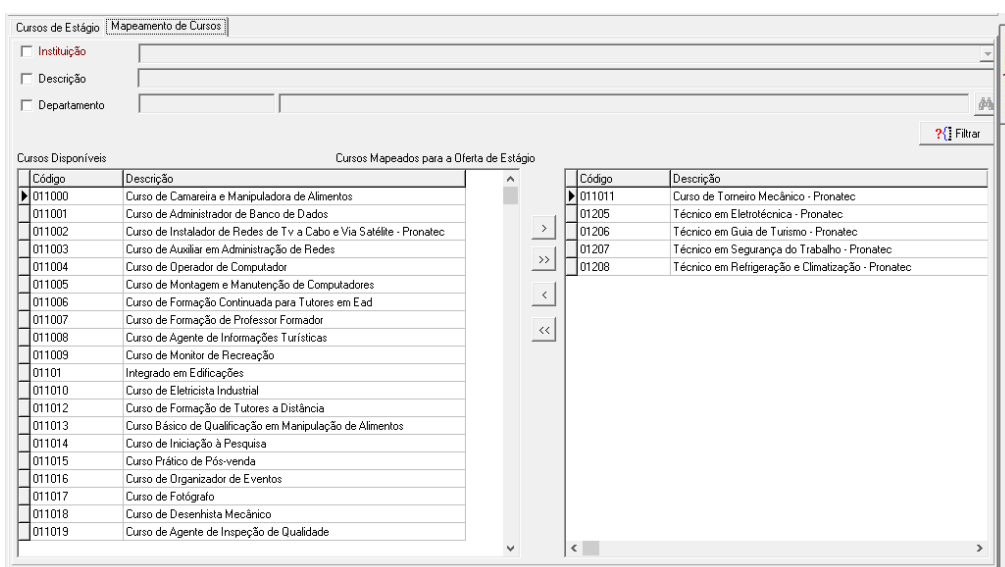 Cursos de Estágio Mapeamento de Cursos
Instituição
Descrição
Departamento
?{} Filtrar
Cursos Disponíveis Cursos Mapeados para a Oferta de Estágio
Código Descrição
011000 Curso de Camareira e Manipuladora de Alimentos
011001 Curso de Administrador de Banco de Dados
011002 Curso de Instalador de Redes de Tv a Cabo e Via Satélite - Pronatec
011003 Curso de Auxiliar em Administração de Redes
011004 Curso de Operador de Computador
011005 Curso de Montagem e Manutenção de Computadores
011006 Curso de Formação Continuada para Tutores em Ead
011007 Curso de Formação de Professor Formador
011008 Curso de Agente de Informações Turísticas
011009 Curso de Monitor de Recreação
01101 Integrado em Edificações
011010 Curso de Eletricista Industrial
011012 Curso de Formação de Tutores a Distância
011013 Curso Básico de Qualificação em Manipulação de Alimentos
011014 Curso de Iniciação à Pesquisa
011015 Curso Prático de Pós-venda
011016 Curso de Organizador de Eventos
011017 Curso de Fotógrafo
011018 Curso de Desenhista Mecânico
011019 Curso de Agente de Inspeção de Qualidade
>
>>
<
<<
Código Descrição
011011 Curso de Torneiro Mecânico - Pronatec
01205 Técnico em Eletrotécnica - Pronatec
01206 Técnico em Guia de Turismo - Pronatec
01207 Técnico em Segurança do Trabalho - Pronatec
01208 Técnico em Refrigeração e Climatização - Pronatec